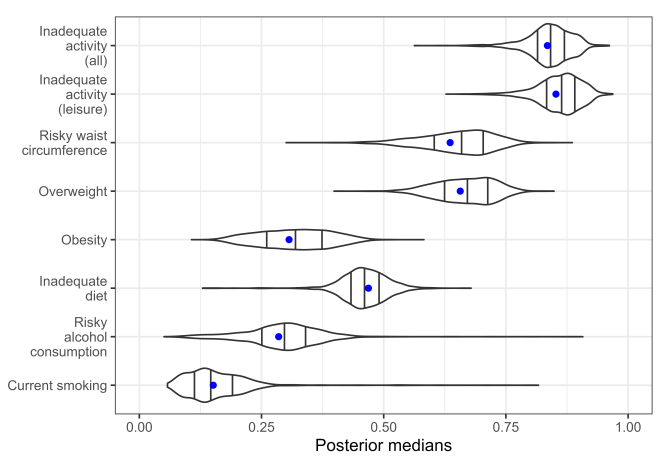 Inadequate
activity
(all)
Inadequate
activity
(leisure)
Risky waist
circumference
Overweight
Obesity
Inadequate
diet
Risky
alcohol
consumption
Current smoking
0.00 0.25 0.50 0.75 1.00
Posterior medians